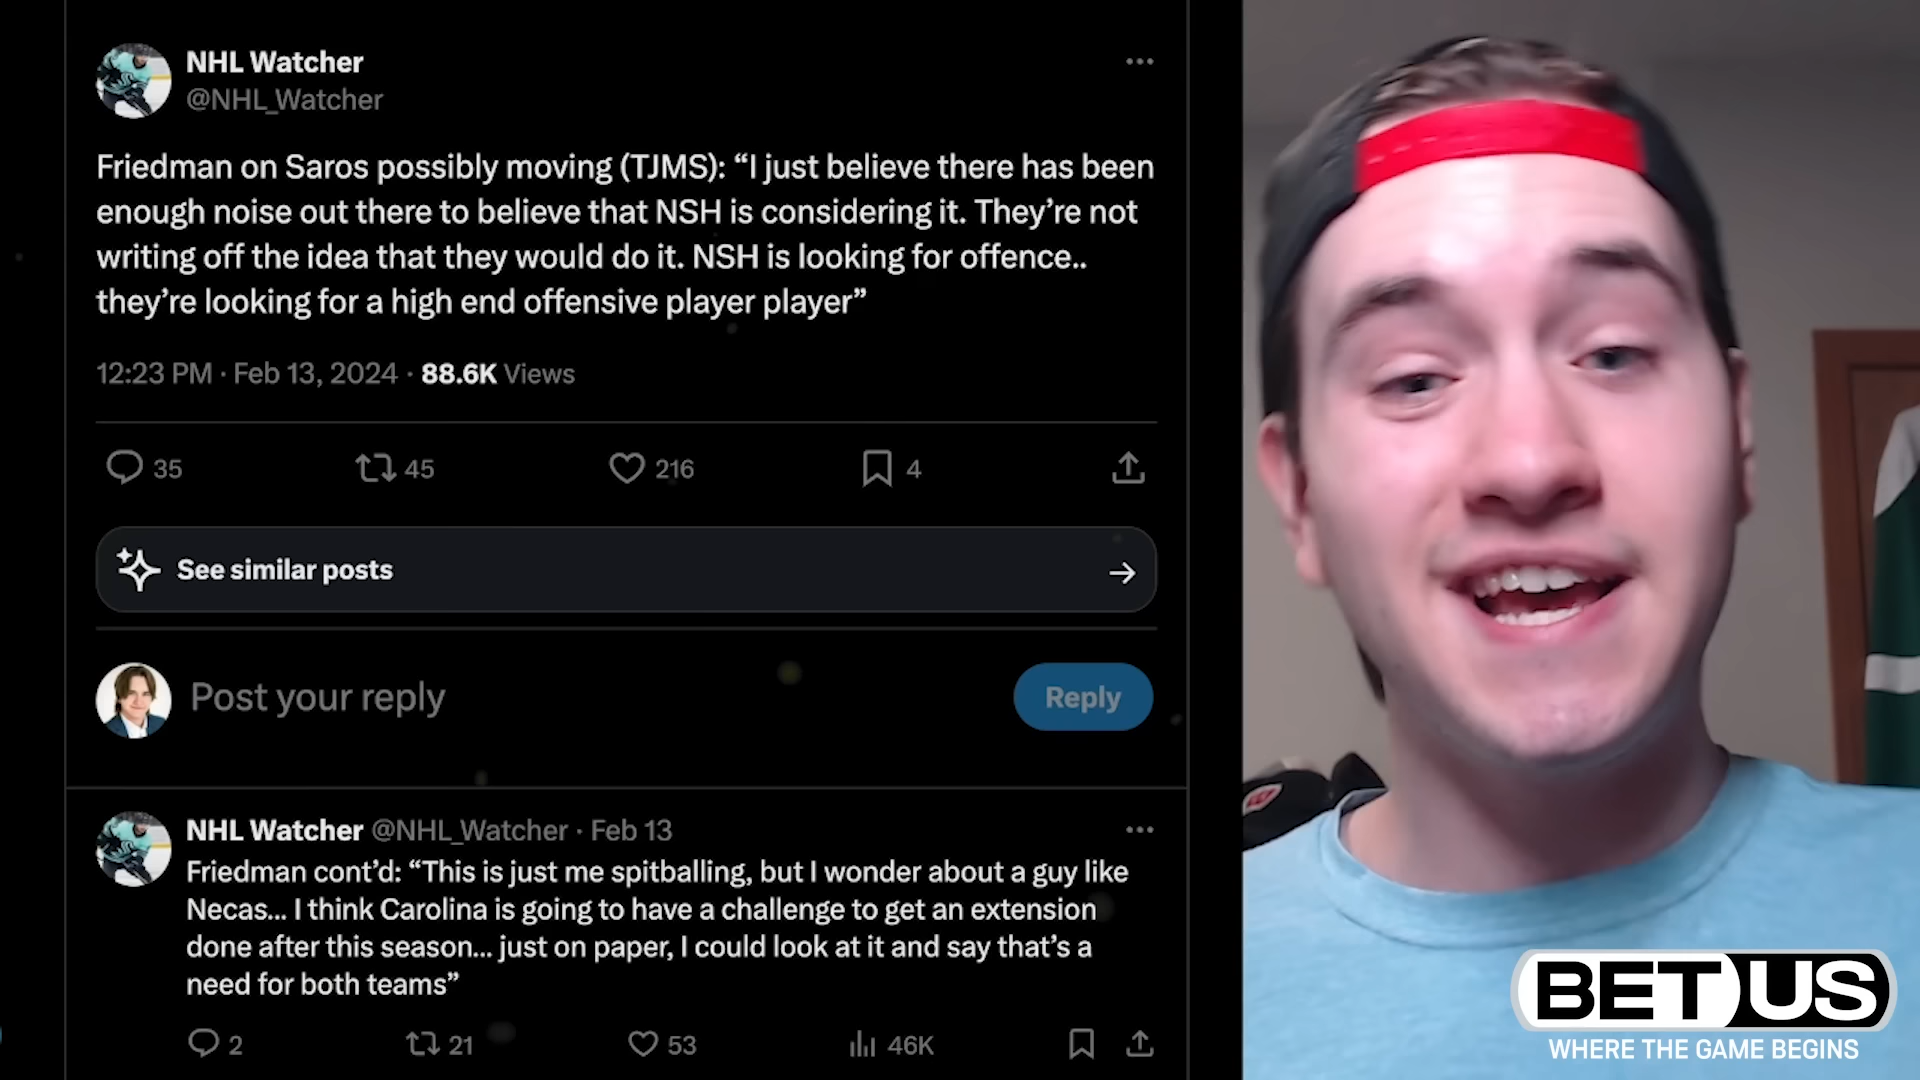 NHL Watcher
@NHL_Watcher
Friedman on Saros possibly moving (TJMS): “I just believe there has been
enough noise out there to believe that NSH is considering it. They’re not
writing off the idea that they would do it. NSH is looking for offence..
they’re looking for a high end offensive player player”
12:23 PM · Feb 13, 2024 · 88.6K Views
35 45 216 4
See similar posts
Post your reply
Reply
NHL Watcher @NHL_Watcher · Feb 13
Friedman cont’d: “This is just me spitballing, but I wonder about a guy like
Necas... I think Carolina is going to have a challenge to get an extension
done after this season... just on paper, I could look at it and say that’s a
need for both teams”
2 21 53 46K
BETUS
WHERE THE GAME BEGINS